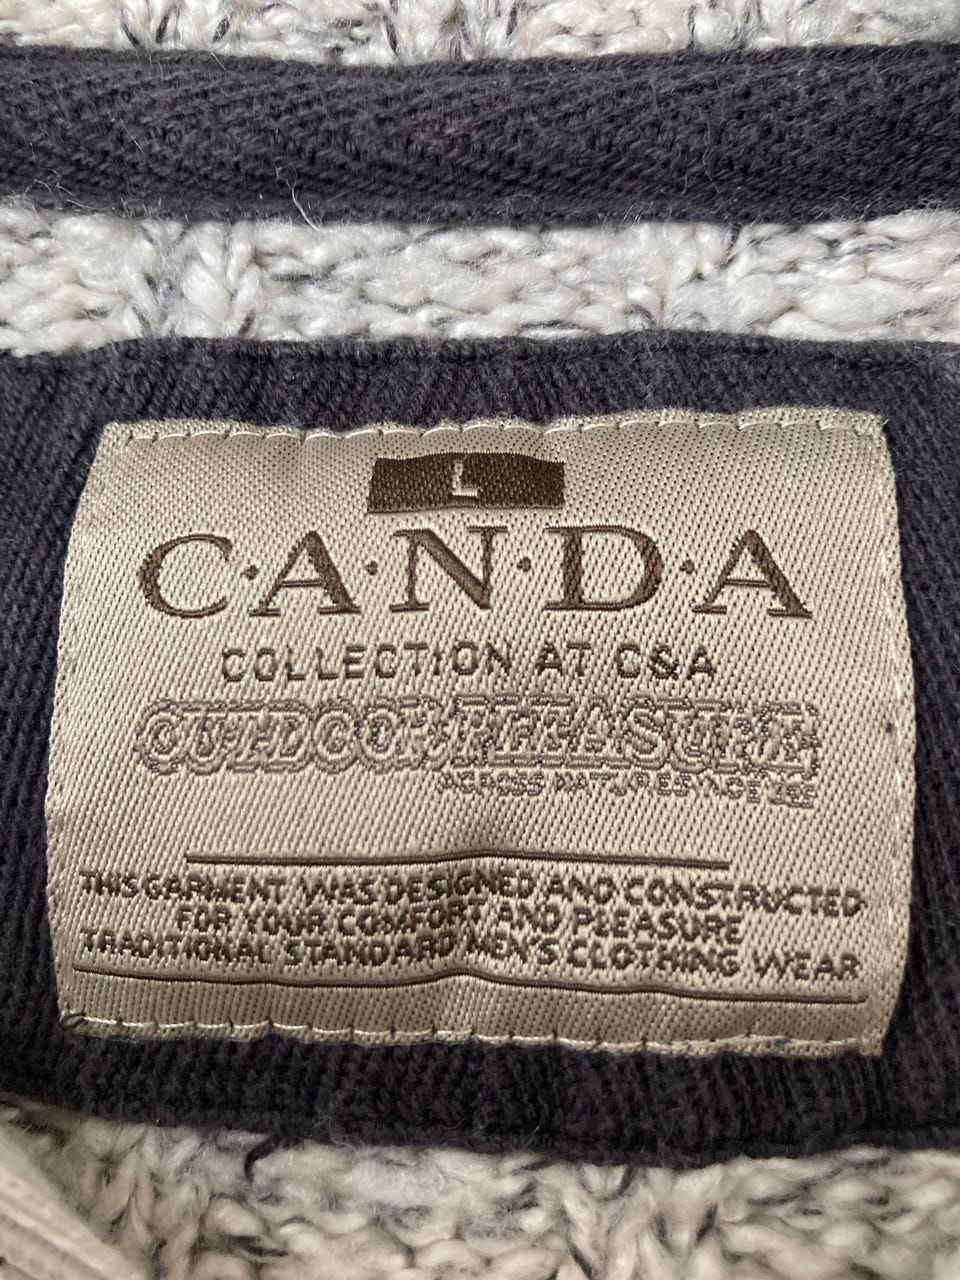 L
C·A·N·D·A
COLLECTION AT C&A
OUTDOOR PLEASURE
ACROSS NATURE'S
THIS GARMENT WAS DESIGNED AND CONSTRUCTED
FOR YOUR COMFORT AND PLEASURE
TRADITIONAL STANDARD MEN'S CLOTHING WEAR